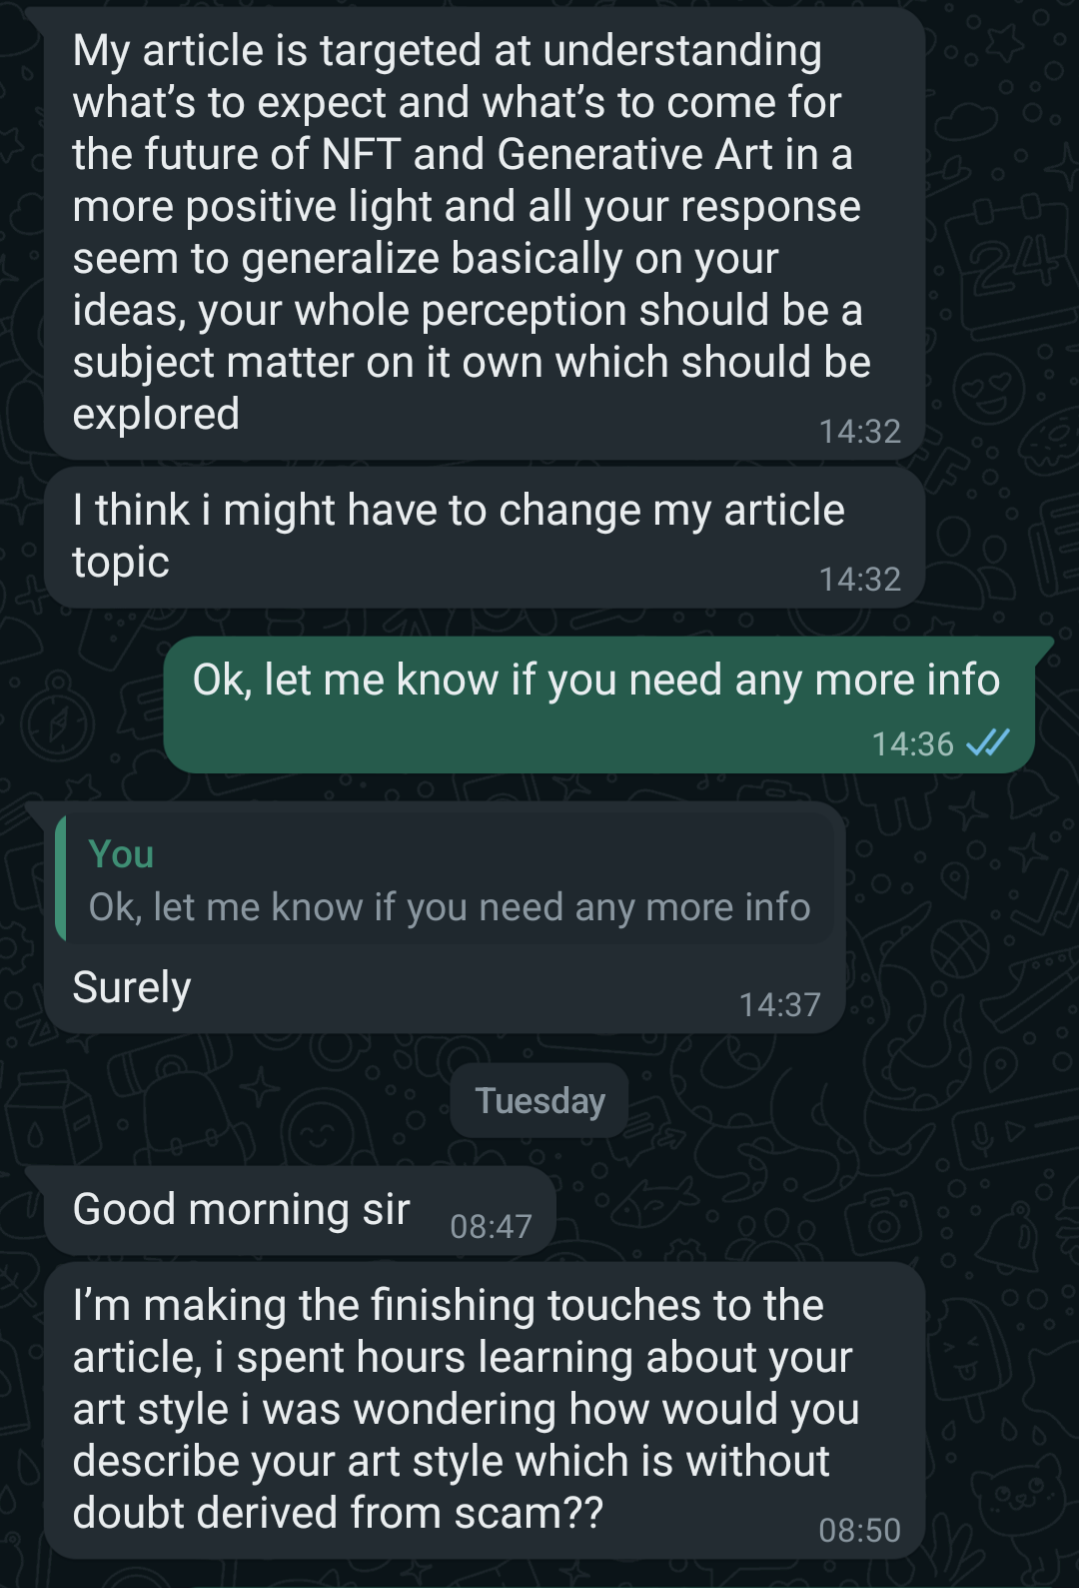 My article is targeted at understanding
what's to expect and what's to come for
the future of NFT and Generative Art in a
more positive light and all your response
seem to generalize basically on your
ideas, your whole perception should be a
subject matter on it own which should be
explored
14:32
I think i might have to change my article
topic
14:32
Ok, let me know if you need any more info
14:36
You
Ok, let me know if you need any more info
Surely
14:37
Tuesday
Good morning sir
08:47
I'm making the finishing touches to the
article, i spent hours learning about your
art style i was wondering how would you
describe your art style which is without
doubt derived from scam??
08:50